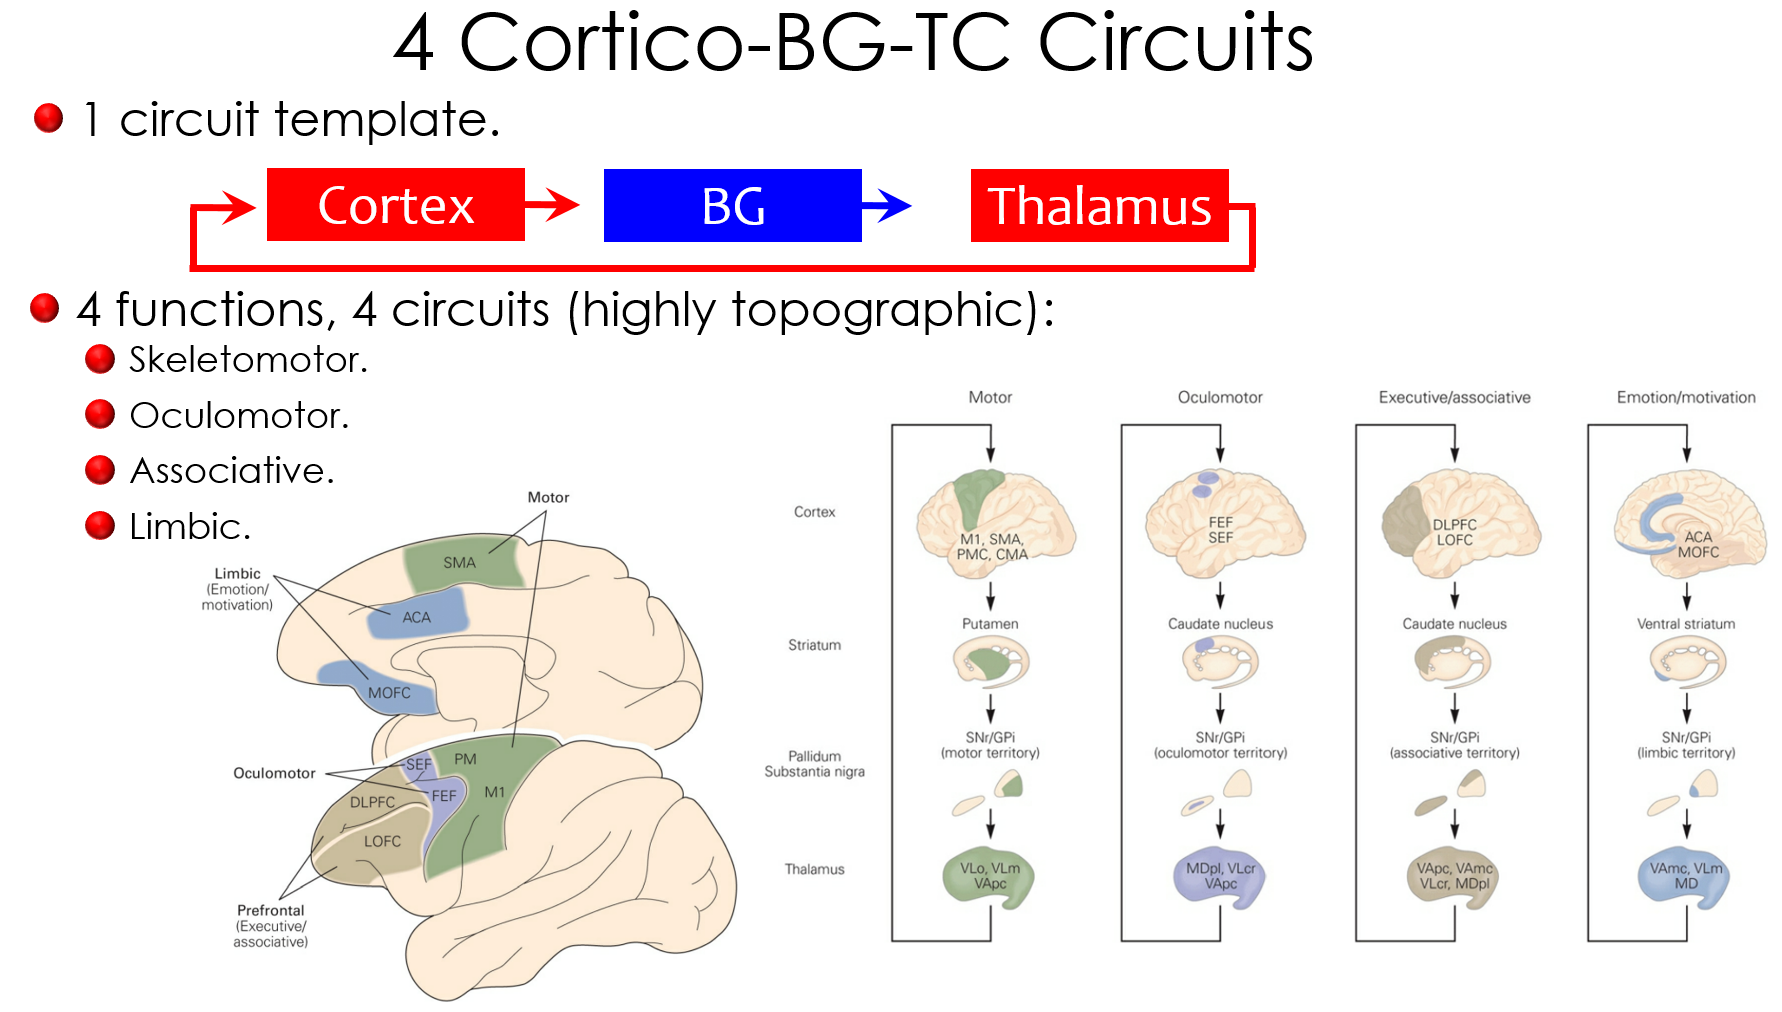 4 Cortico-BG-TC Circuits
1 circuit template.
Cortex
BG
Thalamus
4 functions, 4 circuits (highly topographic):
Skeletomotor.
Oculomotor.
Associative.
Limbic.
Motor
SMA
Limbic
(Emotion/
motivation)
ACA
MOFC
Oculomotor
SEF
PM
FEF
M1
DLPFC
LOFC
Prefrontal
(Executive/
associative)
Motor
Oculomotor
Executive/associative
Emotion/motivation
Cortex
M1, SMA,
PMC, CMA
FEF
SEF
DLPFC
LOFC
ACA
MOFC
Striatum
Putamen
Caudate nucleus
Caudate nucleus
Ventral striatum
Pallidum
Substantia nigra
SNr/GPi
(motor territory)
SNr/GPi
(oculomotor territory)
SNr/GPi
(associative territory)
SNr/GPi
(limbic territory)
Thalamus
VLo, VLm
VApc
MDpl, VLcr
VApc
VApc, VAmc
VLcr, MDpl
VAmc, VLm
MD